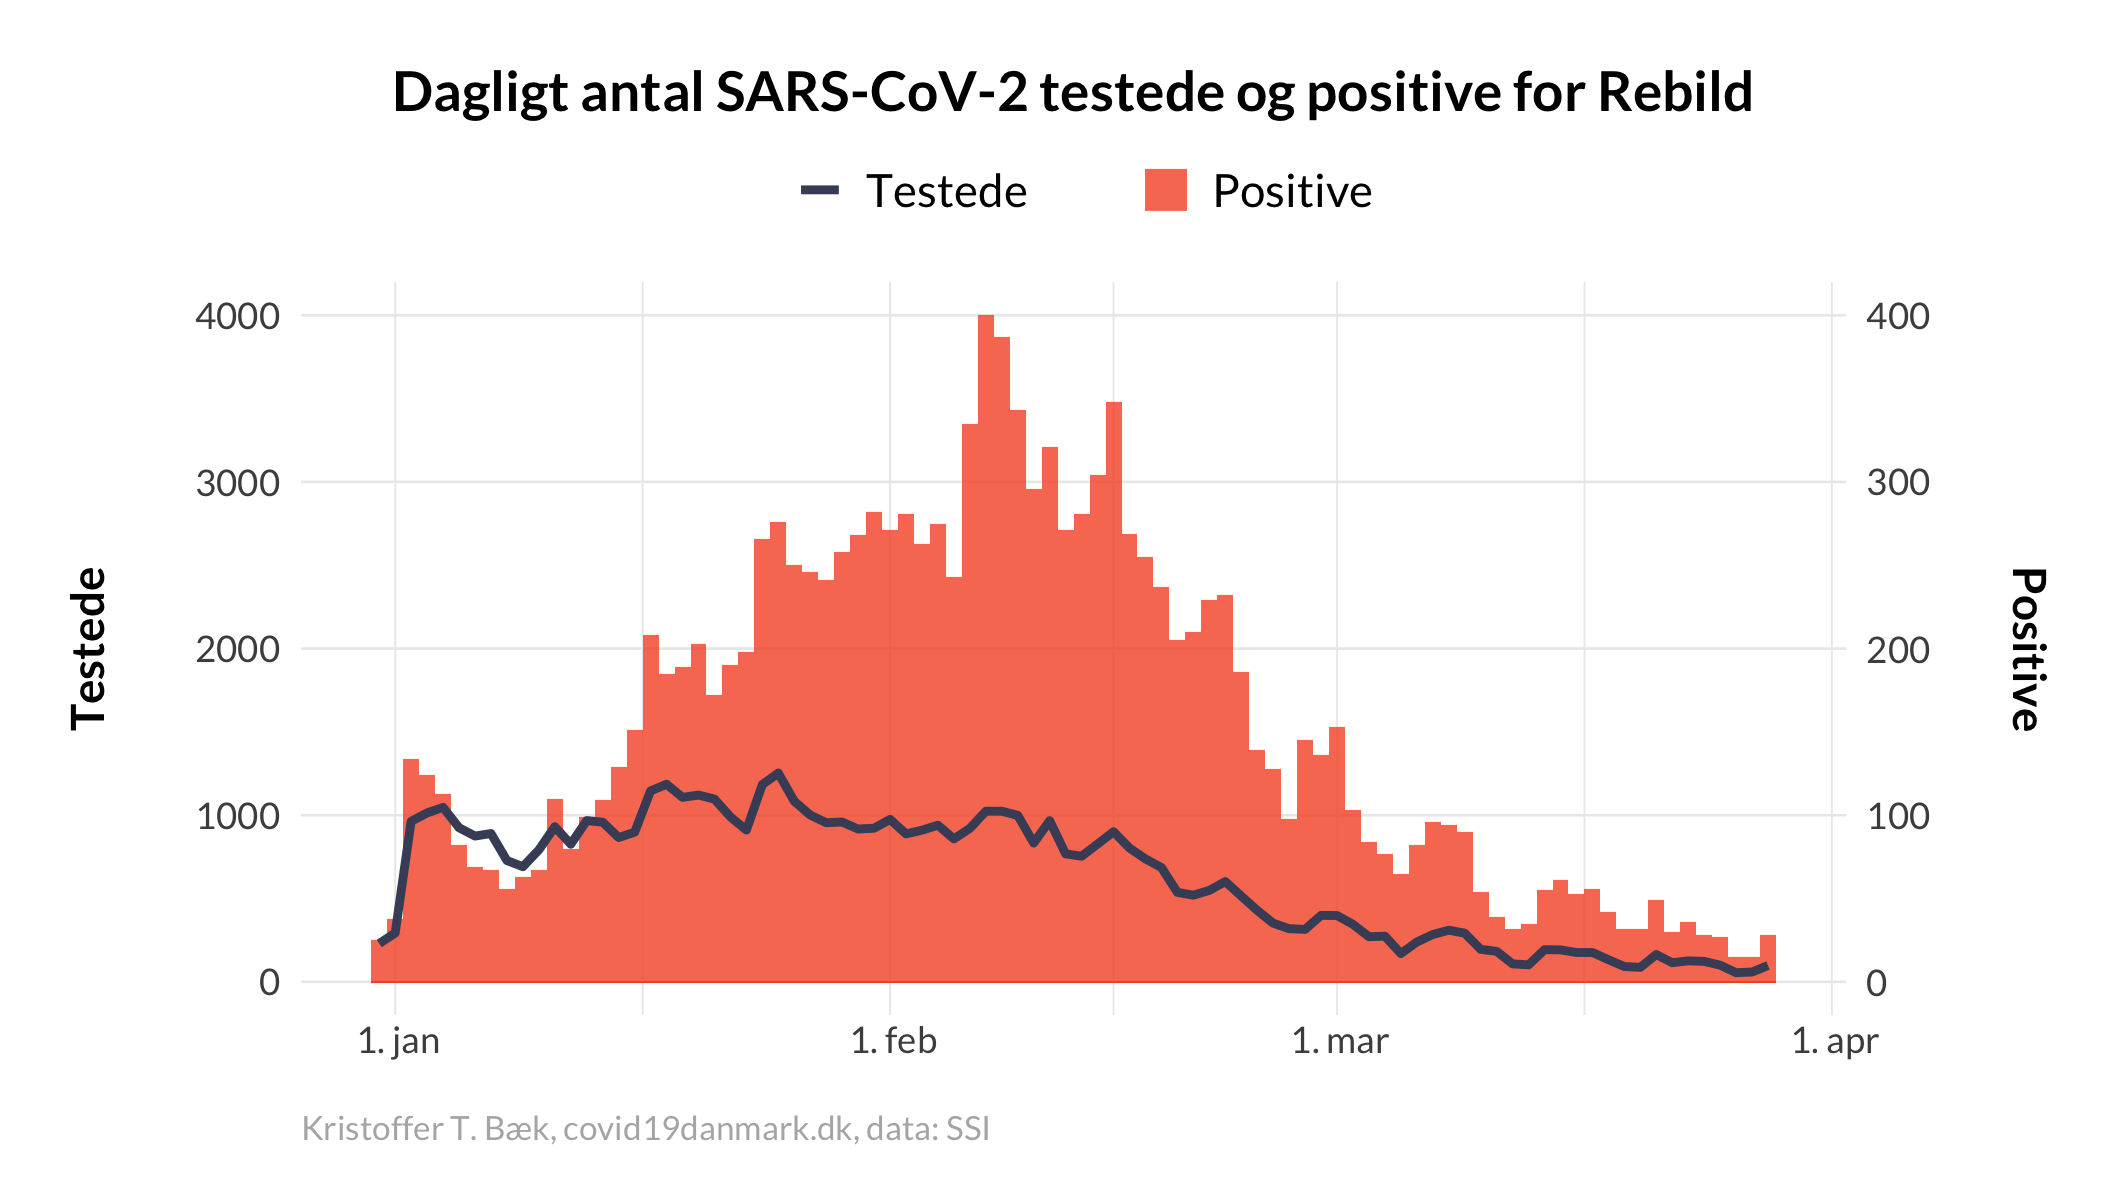 Dagligt antal SARS-CoV-2 testede og positive for Rebild
Testede Positive
4000 400
3000 300
2000 200
1000 100
0 0
Testede
Positive
1. jan 1. feb 1. mar 1. apr
Kristoffer T. Bæk, covid19danmark.dk, data: SSI